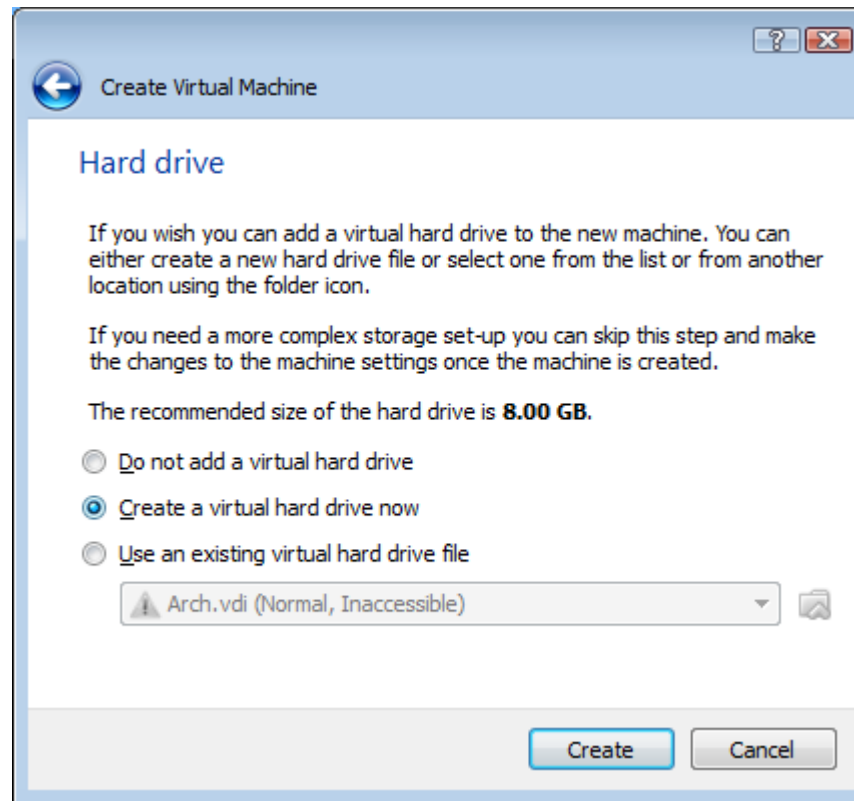 ?
Create Virtual Machine
Hard drive
If you wish you can add a virtual hard drive to the new machine. You can
either create a new hard drive file or select one from the list or from another
location using the folder icon.
If you need a more complex storage set-up you can skip this step and make
the changes to the machine settings once the machine is created.
The recommended size of the hard drive is 8.00 GB.
Do not add a virtual hard drive
Create a virtual hard drive now
Use an existing virtual hard drive file
Arch.vdi (Normal, Inaccessible)
Create Cancel